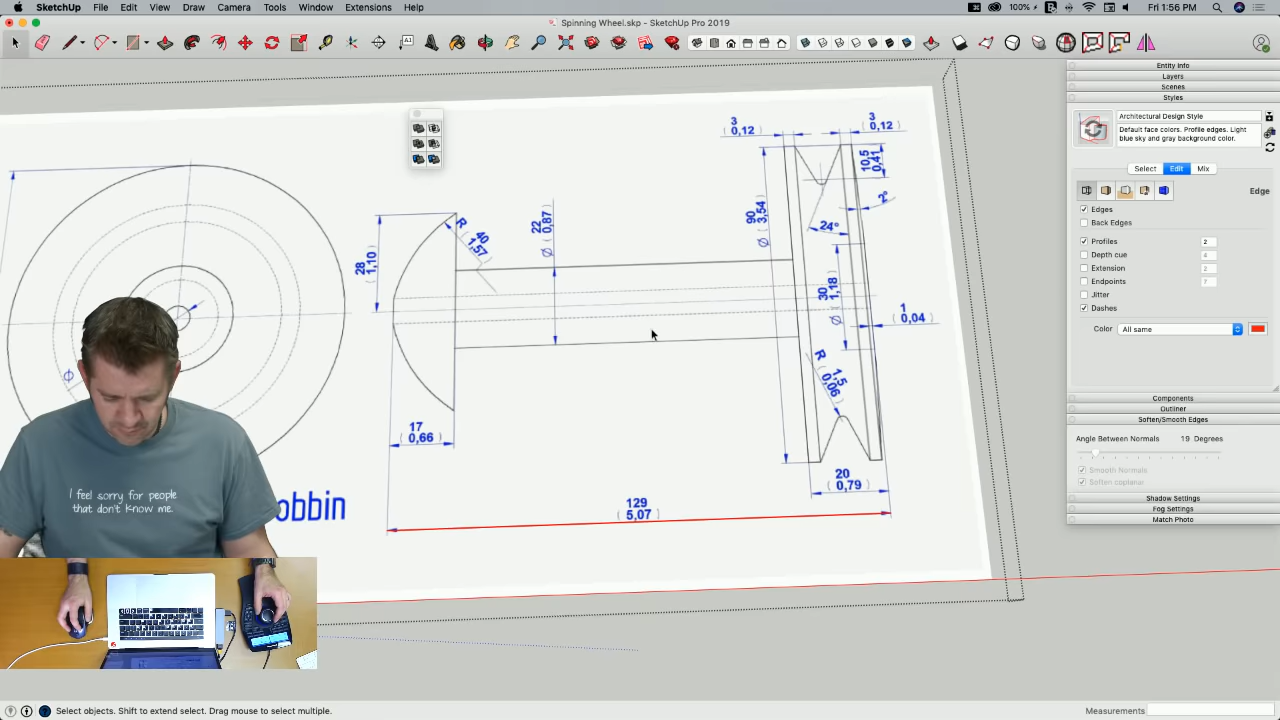 SketchUp File Edit View Draw Camera Tools Window Extensions Help
100% Fri 1:56 PM
Spinning Wheel.skp - SketchUp Pro 2019
A1
Entity Info
Layers
Scenes
Styles
Architectural Design Style
Default face colors. Profile edges. Light
blue sky and gray background color.
Select Edit Mix
Edge
Edges
Back Edges
Profiles 2
Depth cue 4
Extension 2
Endpoints 7
Jitter
Dashes
Color All same
Components
Outliner
Soften/Smooth Edges
Angle Between Normals 19 Degrees
Smooth Normals
Soften coplanar
Shadow Settings
Fog Settings
Match Photo
3
( 0,12 )
3
( 0,12 )
10,5
0,41
2°
24°
Ø 90
( 3,54 )
Ø 22
( 0,87 )
R 40
1,57
28
( 1,10 )
Ø 30
1,18
1
( 0,04 )
R 1,5
( 0,06 )
17
( 0,66 )
20
( 0,79 )
129
( 5,07 )
Ø
obbin
I feel sorry for people
that don't know me.
Select objects. Shift to extend select. Drag mouse to select multiple.
Measurements